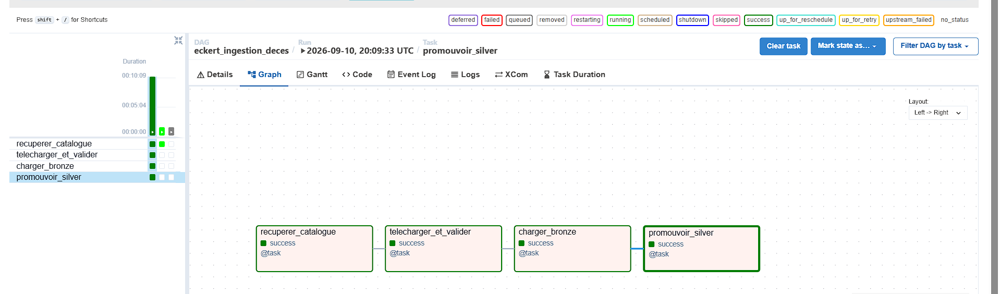 Press shift + / for Shortcuts
deferred failed queued removed restarting running scheduled shutdown skipped success up_for_reschedule up_for_retry upstream_failed no_status
DAG
eckert_ingestion_deces
/
Run
2026-09-10, 20:09:33 UTC
/
Task
promouvoir_silver
Clear task
Mark state as...
Filter DAG by task
Details
Graph
Gantt
Code
Event Log
Logs
XCom
Task Duration
Duration
00:10:09
00:05:04
00:00:00
recuperer_catalogue
telecharger_et_valider
charger_bronze
promouvoir_silver
Layout:
Left -> Right
recuperer_catalogue
success
@task
telecharger_et_valider
success
@task
charger_bronze
success
@task
promouvoir_silver
success
@task